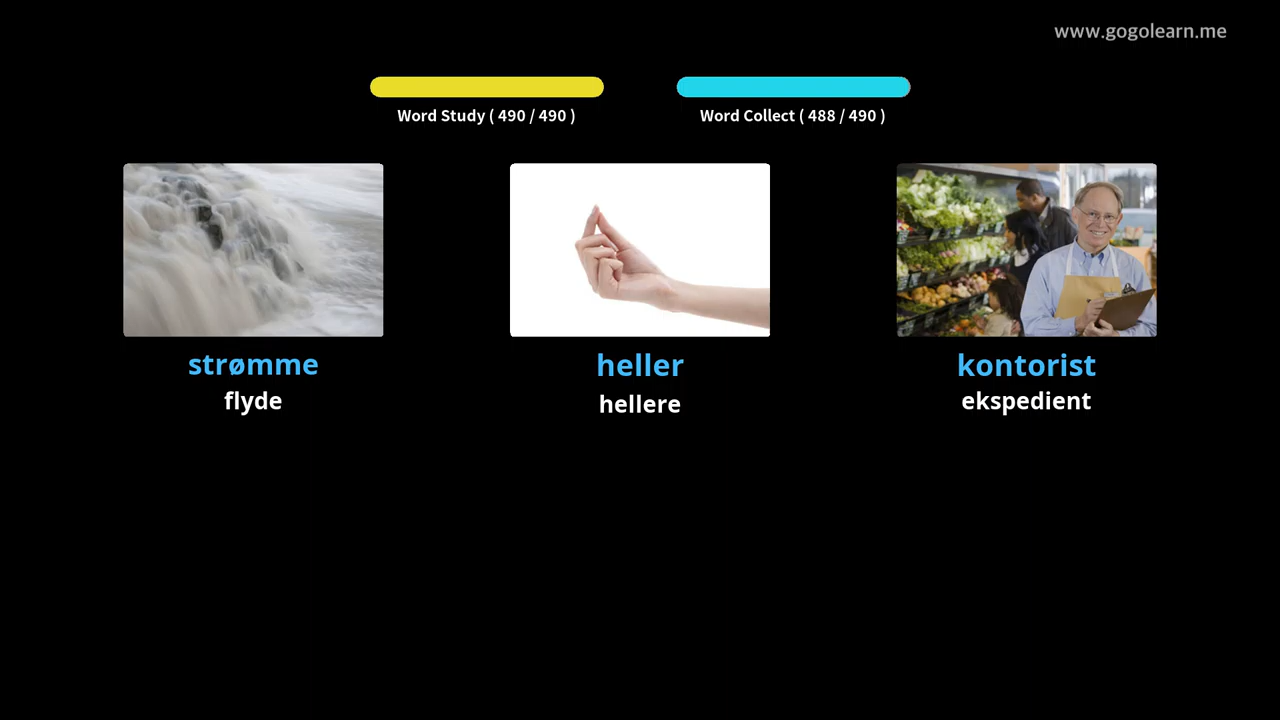 www.gogolearn.me
Word Study ( 490 / 490 )
Word Collect ( 488 / 490 )
strømme
flyde
heller
hellere
kontorist
ekspedient